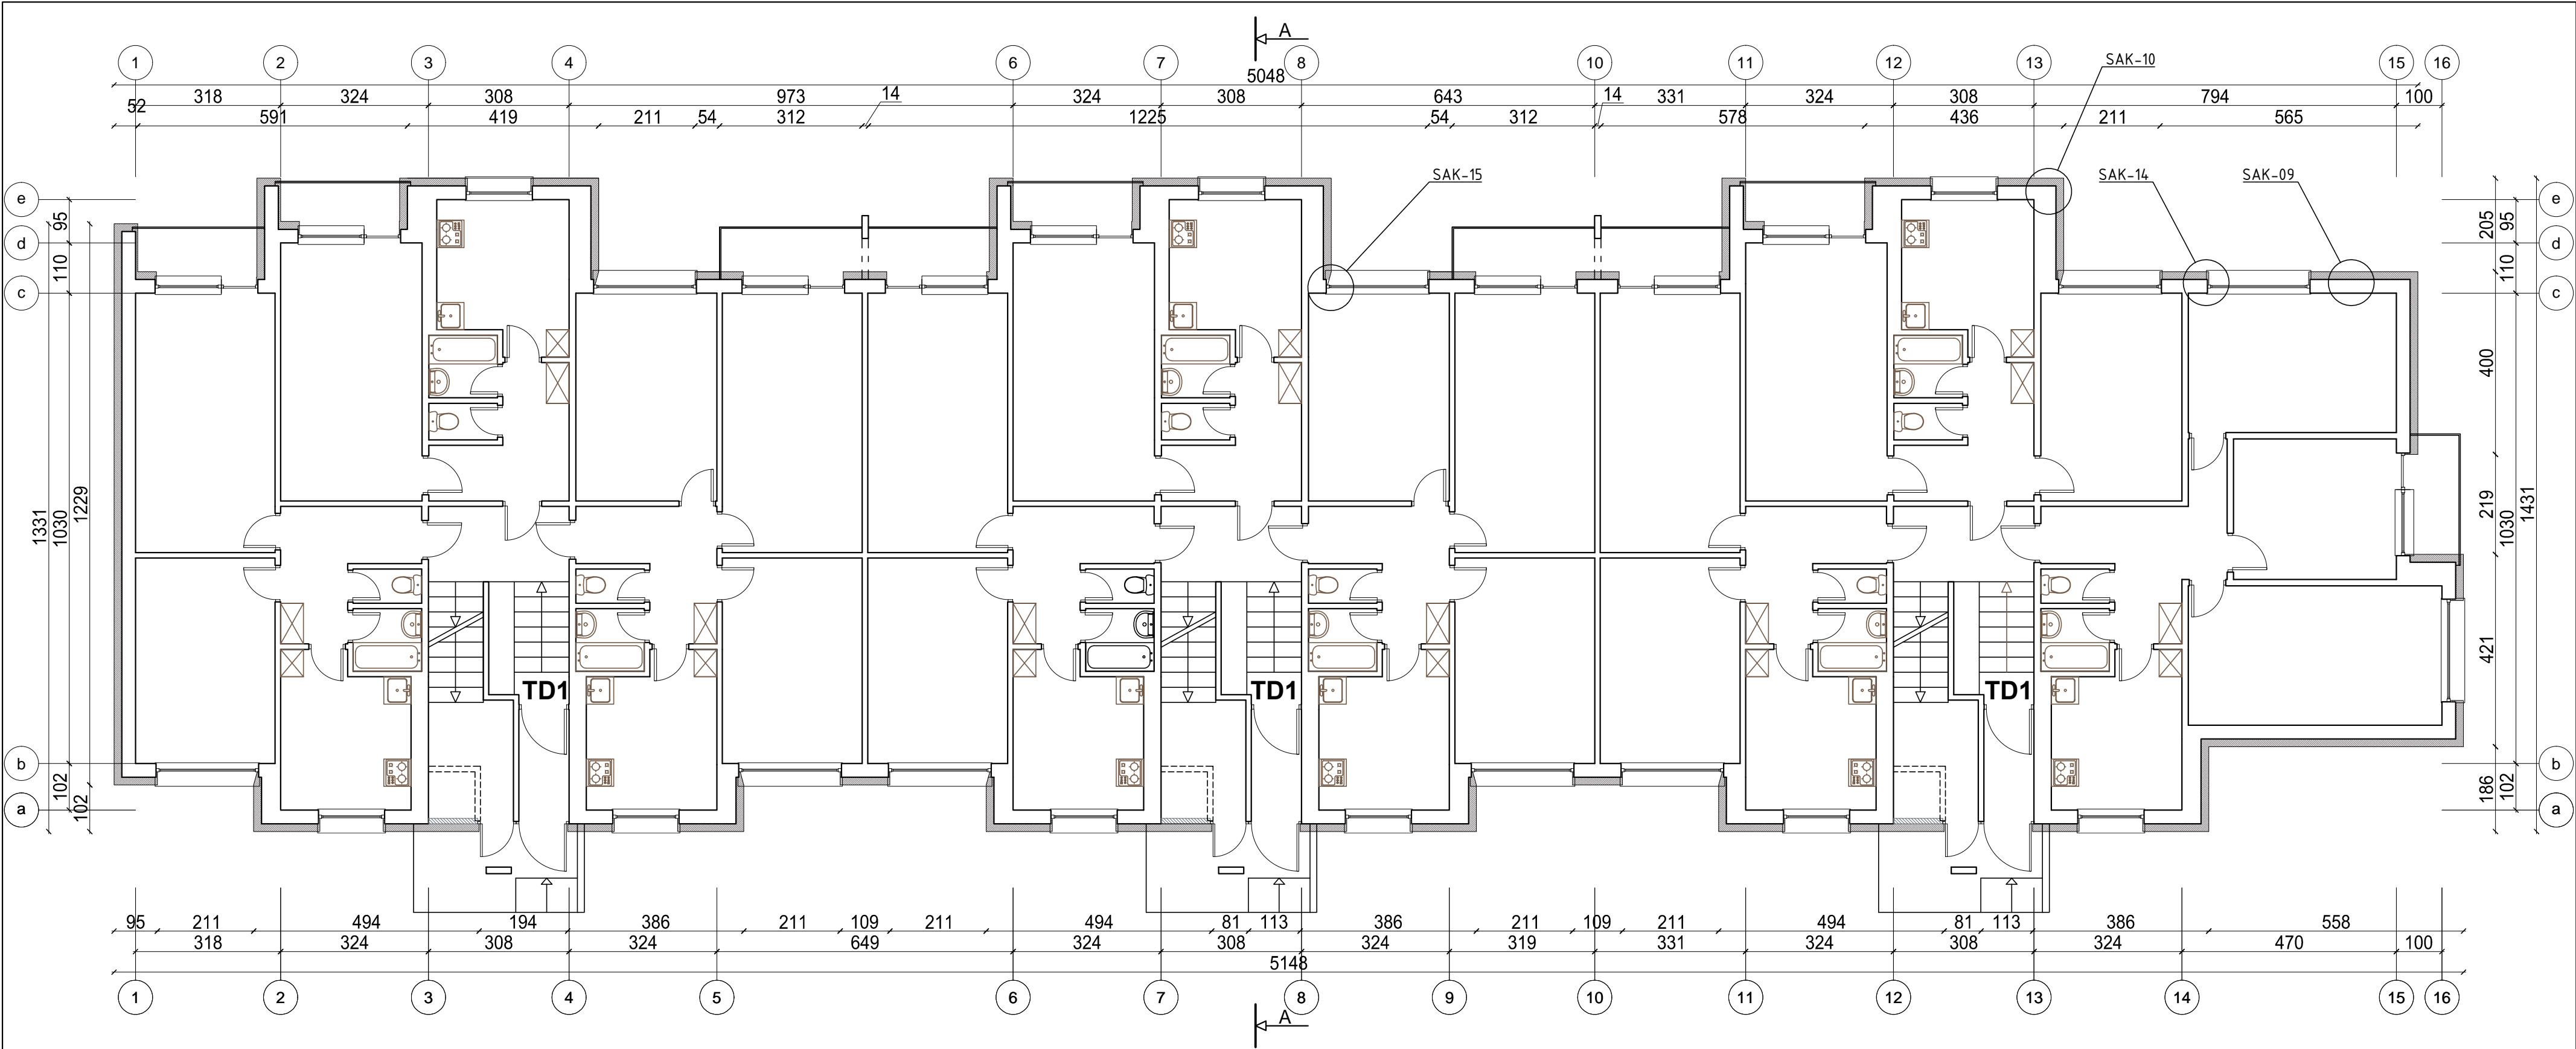 A
1 2 3 4 6 7 8 10 11 12 13 15 16
SAK-10
5048
318 324 308 973 14 324 308 643 14 331 324 308 794 100
52
591 419 211 54 312 1225 54 312 578 436 211 565
SAK-15 SAK-14 SAK-09
e e
95 205 95
d d
110 110
c c
400
1331 1030 1229 219 1030 1431
421
TD1 TD1 TD1
b b
102 102 186 102
a a
95 211 494 194 386 211 109 211 494 81 113 386 211 109 211 494 81 113 386 558
318 324 308 324 649 324 308 324 319 331 324 308 324 470 100
5148
1 2 3 4 5 6 7 8 9 10 11 12 13 14 15 16
A